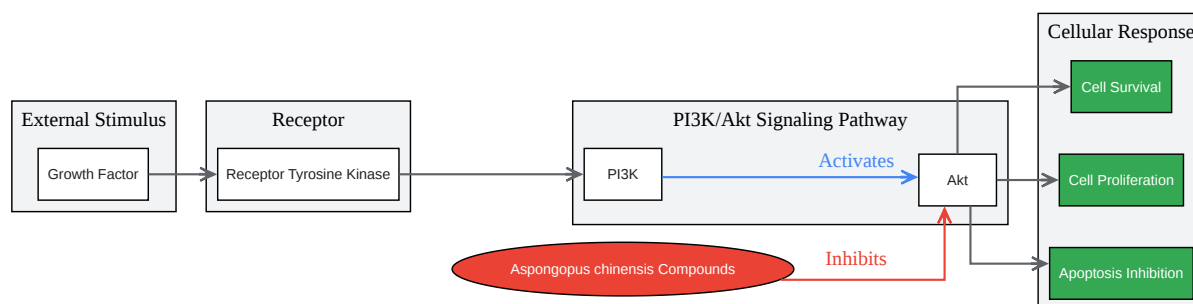 Cellular Response
Cell Survival
External Stimulus
Receptor
PI3K/Akt Signaling Pathway
Growth Factor
Receptor Tyrosine Kinase
PI3K
Activates
Akt
Cell Proliferation
Aspongopus chinensis Compounds
Inhibits
Apoptosis Inhibition